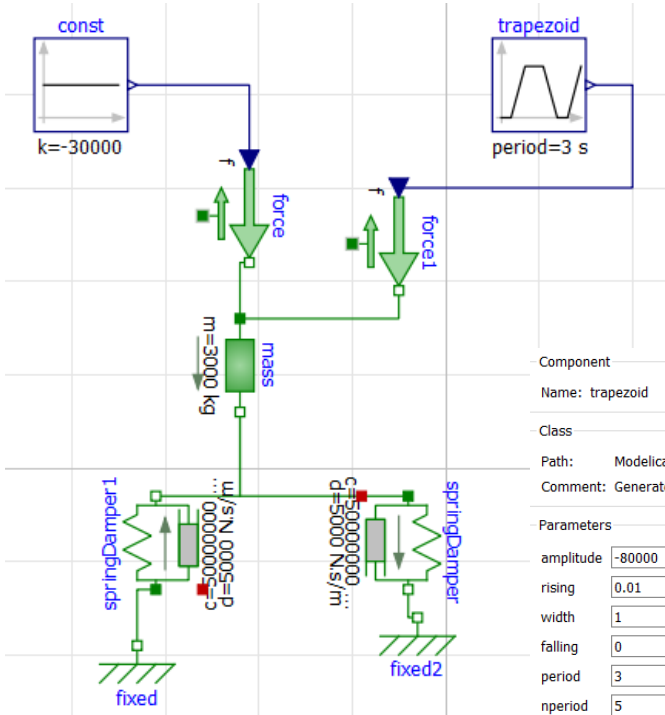 const
trapezoid
k=-30000
period=3 s
f
force
f
force1
m=3000 kg
mass
Component
Name: trapezoid
Class
Path: Modelica
Comment: Generate
Parameters
amplitude -80000
rising 0.01
width 1
falling 0
period 3
nperiod 5
springDamper1
d=5000 N·s/m
...
d=5000 N·s/m
springDamper
fixed
fixed2